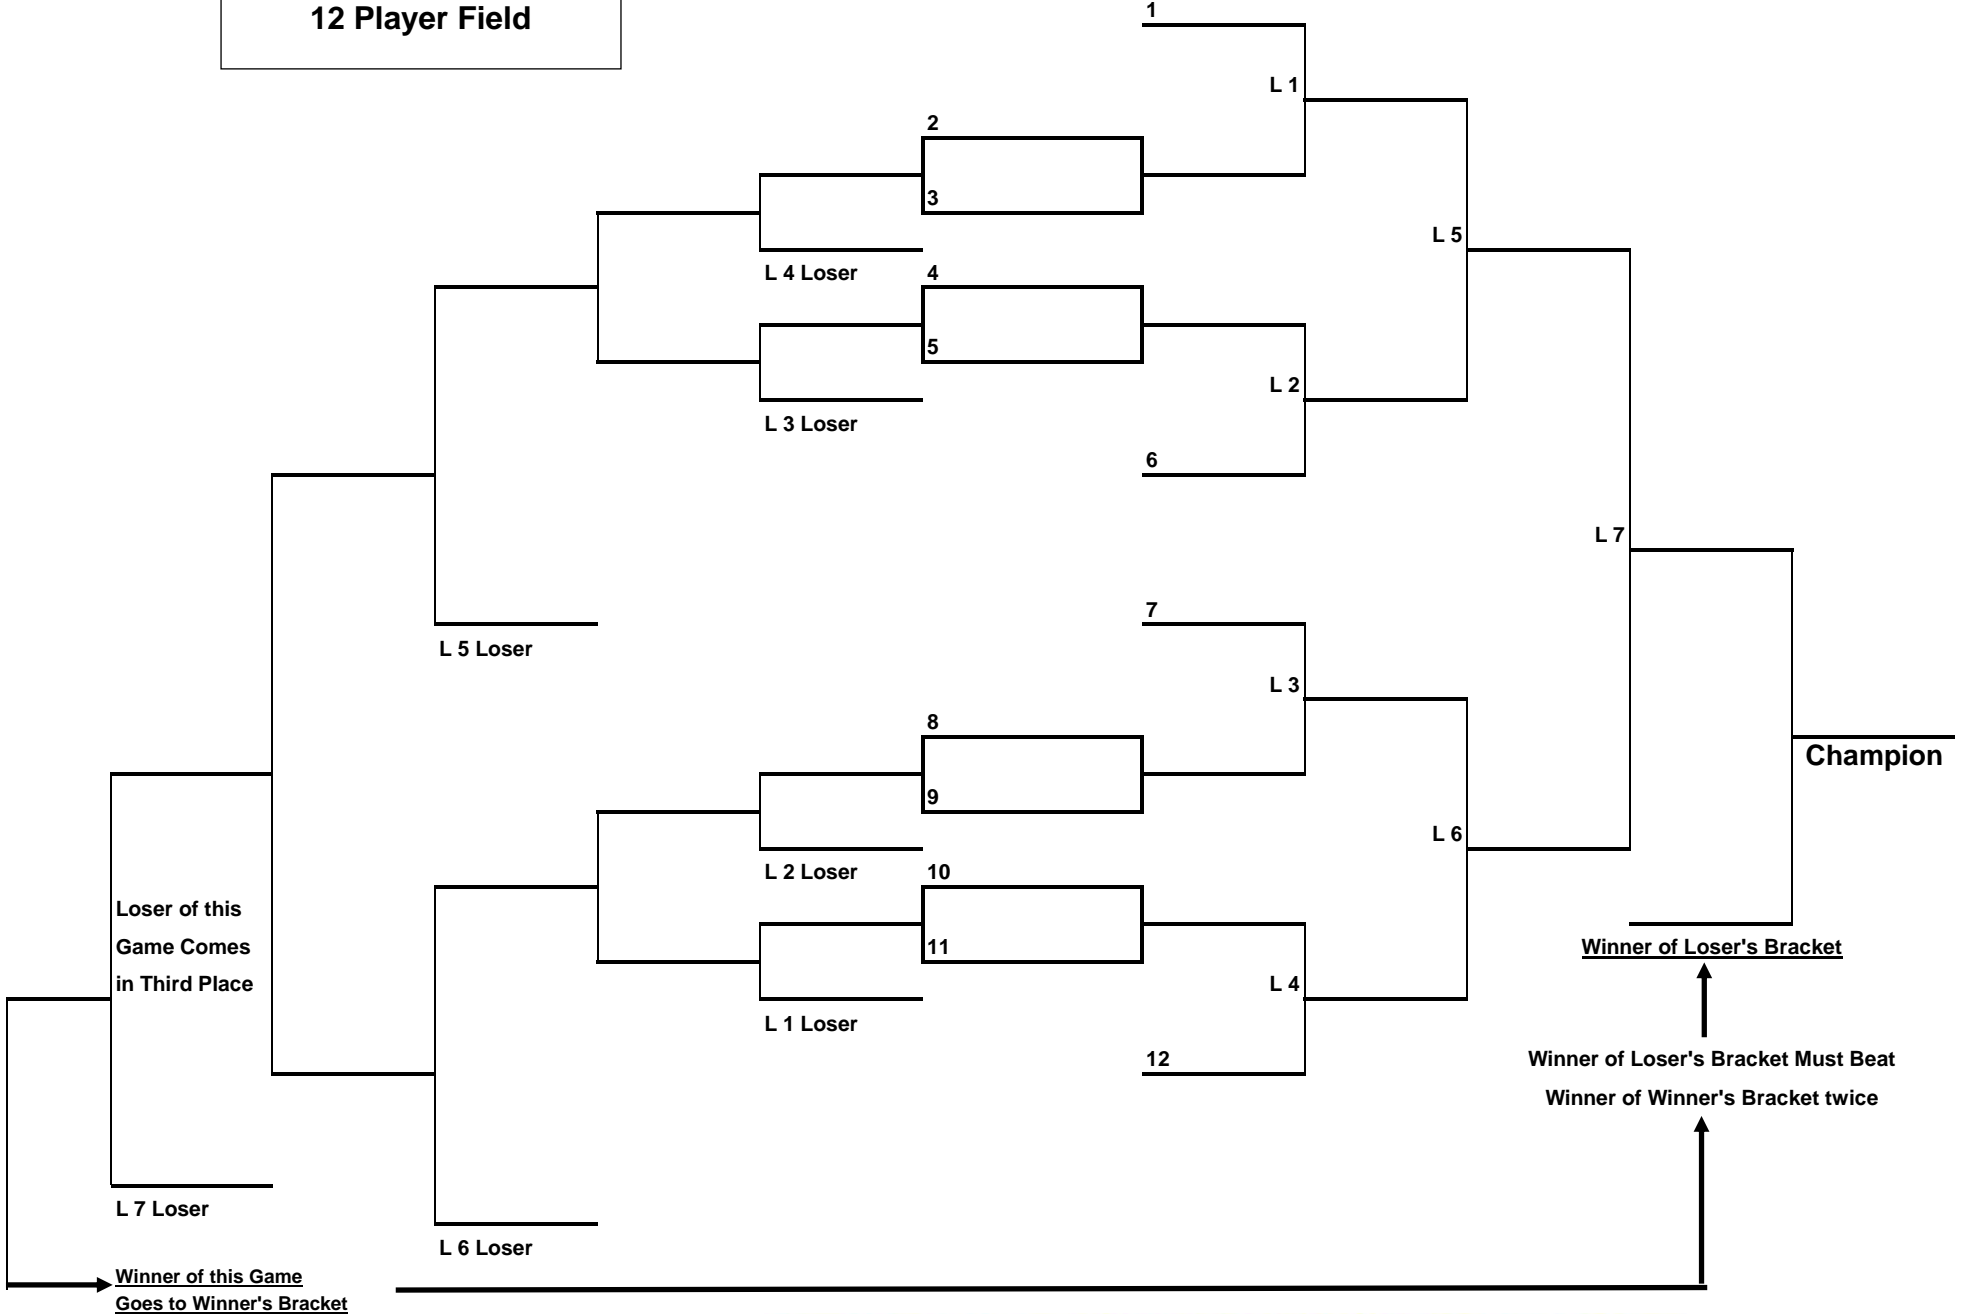 12 Player Field
1
L 1
2
3
L 5
L 4 Loser
4
5
L 2
L 3 Loser
6
L 7
7
L 5 Loser
L 3
8
Champion
9
L 6
L 2 Loser
10
Loser of this
Game Comes
in Third Place
11
Winner of Loser's Bracket
L 4
L 1 Loser
12
Winner of Loser's Bracket Must Beat
Winner of Winner's Bracket twice
L 7 Loser
L 6 Loser
Winner of this Game
Goes to Winner's Bracket